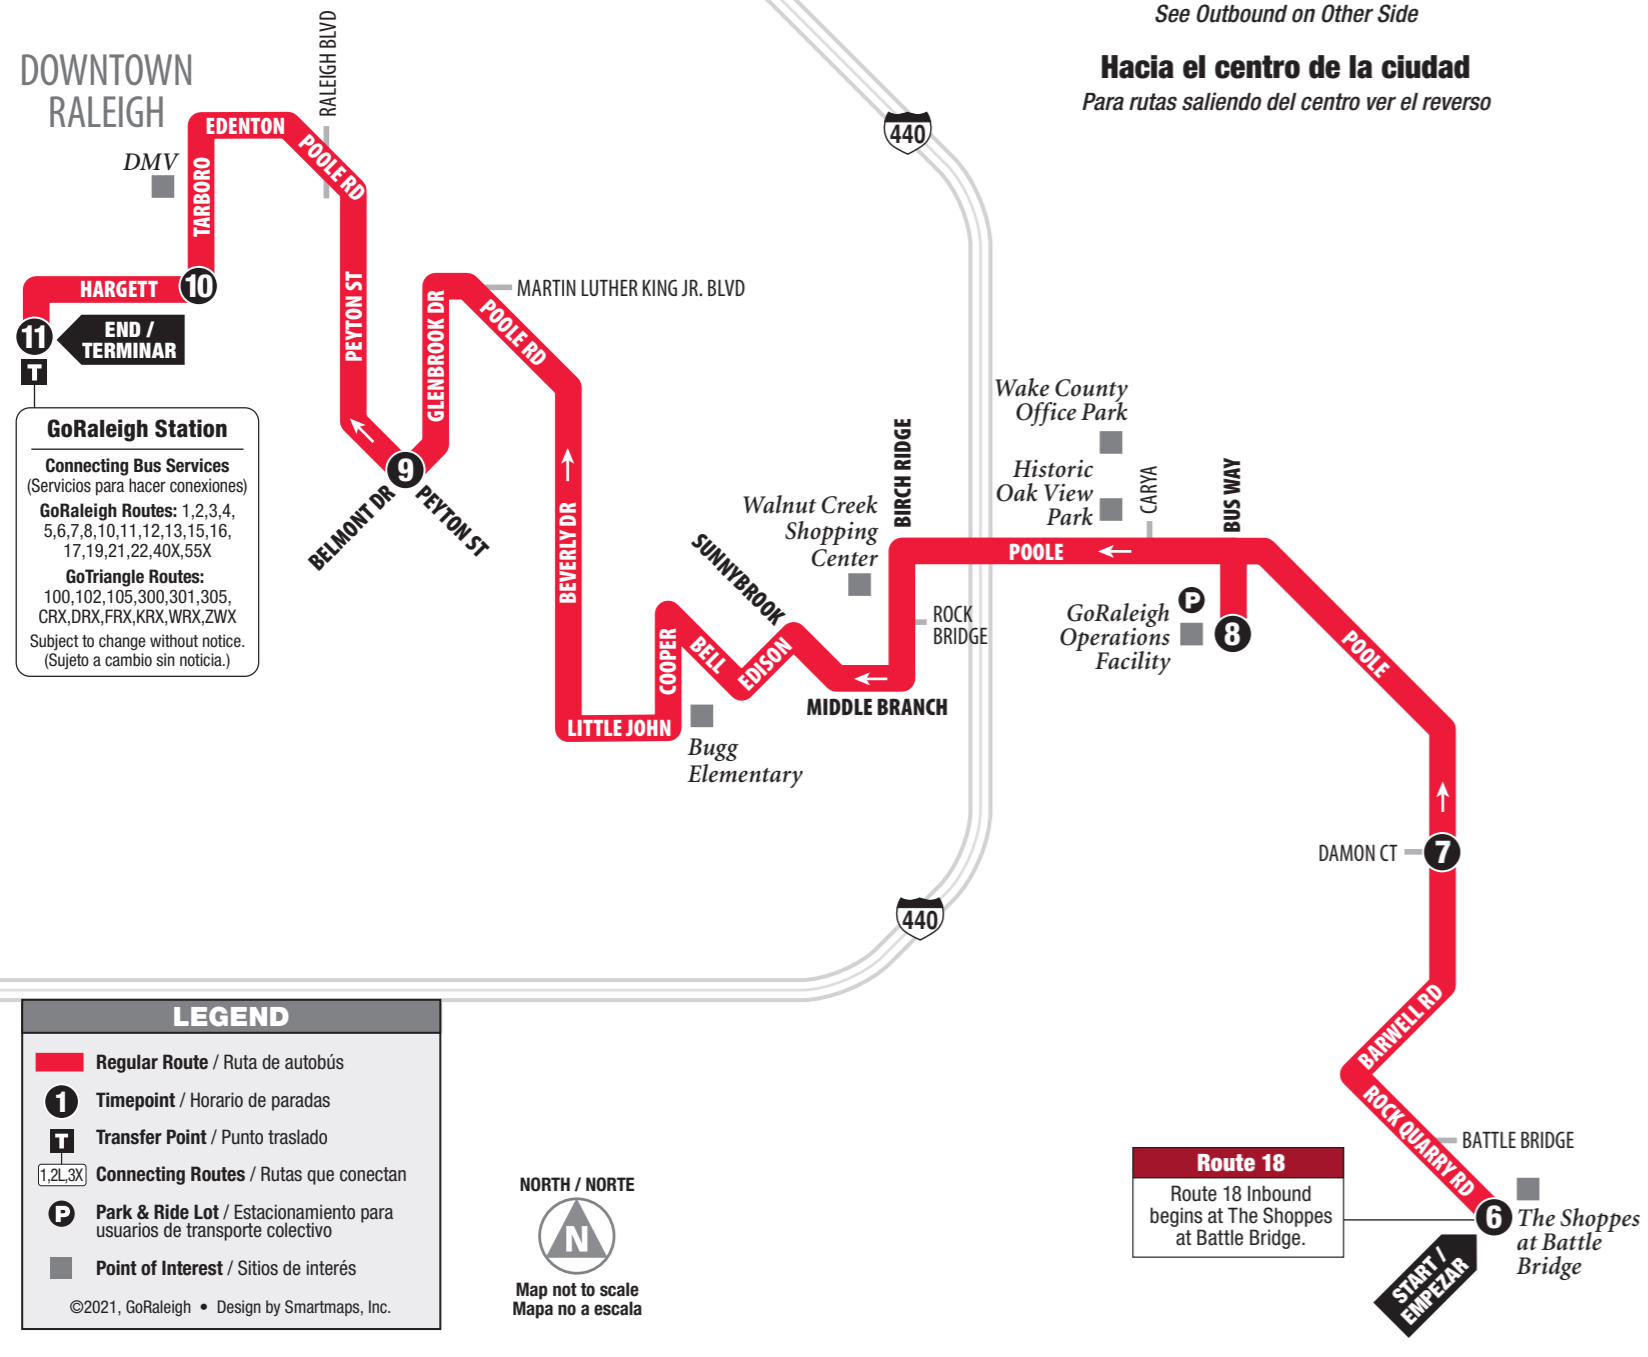 See Outbound on Other Side
Hacia el centro de la ciudad
Para rutas saliendo del centro ver el reverso
DOWNTOWN
RALEIGH
DMV
RALEIGH BLVD
EDENTON
POOLE RD
TARBORO
HARGETT
10
11
END /
TERMINAR
T
PEYTON ST
GLENBROOK DR
MARTIN LUTHER KING JR. BLVD
POOLE RD
9
BELMONT DR
PEYTON ST
GoRaleigh Station
Connecting Bus Services
(Servicios para hacer conexiones)
GoRaleigh Routes: 1,2,3,4,
5,6,7,8,10,11,12,13,15,16,
17,19,21,22,40X,55X
GoTriangle Routes:
100,102,105,300,301,305,
CRX,DRX,FRX,KRX,WRX,ZWX
Subject to change without notice.
(Sujeto a cambio sin noticia.)
BEVERLY DR
LITTLE JOHN
COOPER
BELL
EDISON
SUNNYBROOK
Bugg
Elementary
MIDDLE BRANCH
Walnut Creek
Shopping
Center
BIRCH RIDGE
ROCK
BRIDGE
440
440
Wake County
Office Park
Historic
Oak View
Park
CARYA
BUS WAY
POOLE
P
GoRaleigh
Operations
Facility
8
POOLE
DAMON CT
7
BARWELL RD
ROCK QUARRY RD
BATTLE BRIDGE
6
The Shoppes
at Battle
Bridge
START /
EMPEZAR
Route 18
Route 18 Inbound
begins at The Shoppes
at Battle Bridge.
LEGEND
Regular Route / Ruta de autobús
1 Timepoint / Horario de paradas
T Transfer Point / Punto traslado
1,2L,3X Connecting Routes / Rutas que conectan
P Park & Ride Lot / Estacionamiento para
usuarios de transporte colectivo
Point of Interest / Sitios de interés
©2021, GoRaleigh • Design by Smartmaps, Inc.
NORTH / NORTE
N
Map not to scale
Mapa no a escala